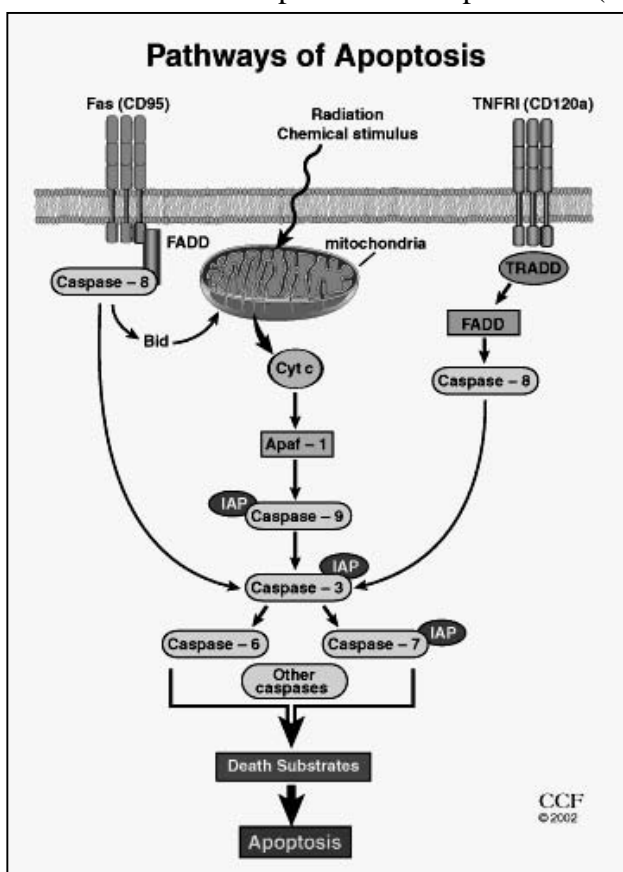 Pathways of Apoptosis
Fas (CD95)
Radiation
Chemical stimulus
TNFRI (CD120a)
FADD
mitochondria
TRADD
Caspase – 8
Bid
FADD
Cyt c
Caspase – 8
Apaf – 1
IAP
Caspase – 9
IAP
Caspase – 3
Caspase – 6
Caspase – 7
IAP
Other
caspases
Death Substrates
CCF
©2002
Apoptosis